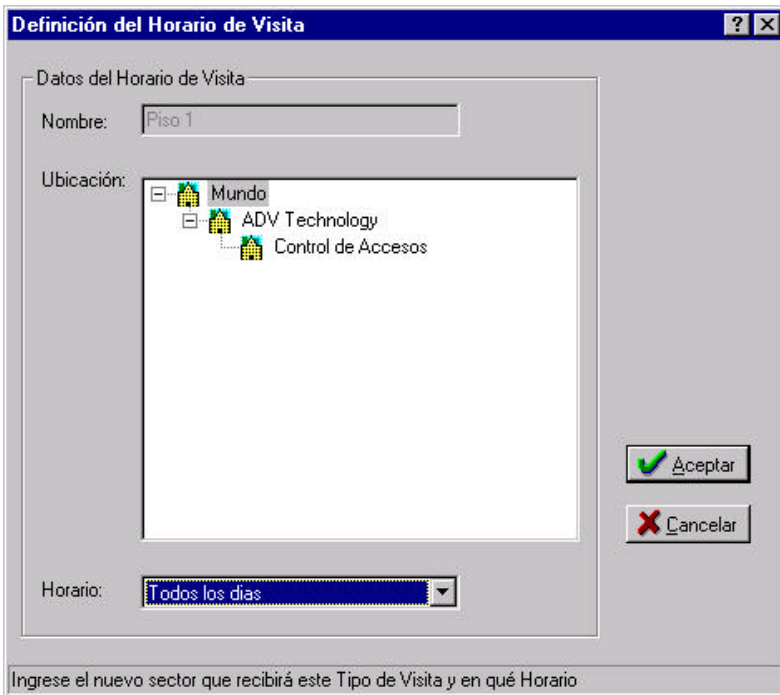 Definición del Horario de Visita
Datos del Horario de Visita
Nombre: Piso 1
Ubicación:
Mundo
ADV Technology
Control de Accesos
Aceptar
Cancelar
Horario: Todos los dias
Ingrese el nuevo sector que recibirá este Tipo de Visita y en qué Horario